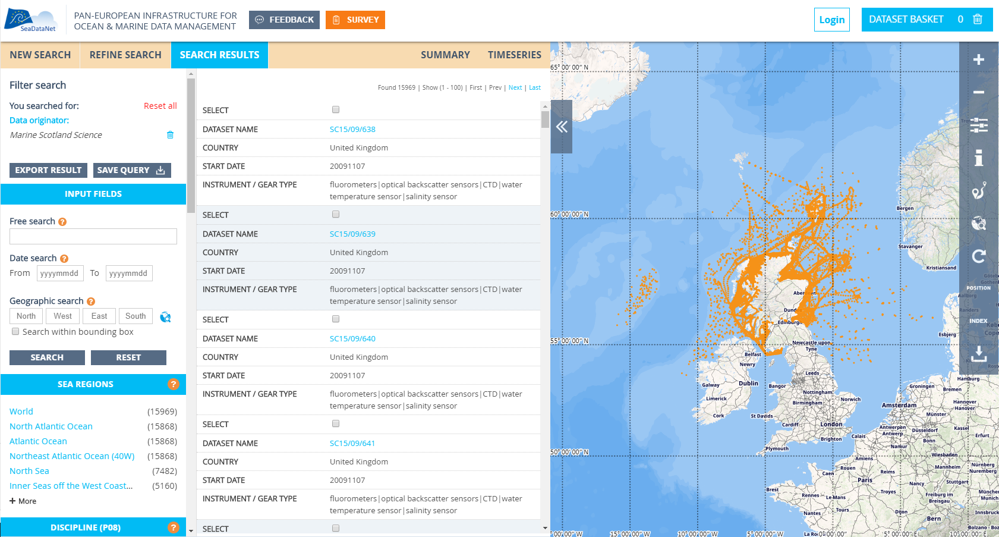 SeaDataNet
PAN-EUROPEAN INFRASTRUCTURE FOR
OCEAN & MARINE DATA MANAGEMENT
FEEDBACK
SURVEY
Login
DATASET BASKET 0
NEW SEARCH
REFINE SEARCH
SEARCH RESULTS
SUMMARY
TIMESERIES
Filter search
You searched for:
Reset all
Data originator:
Marine Scotland Science
EXPORT RESULT
SAVE QUERY
INPUT FIELDS
Free search ?
Date search ?
From yyyymmdd To yyyymmdd
Geographic search ?
North West East South
Search within bounding box
SEARCH
RESET
SEA REGIONS ?
World (15969)
North Atlantic Ocean (15868)
Atlantic Ocean (15868)
Northeast Atlantic Ocean (40W) (15868)
North Sea (7482)
Inner Seas off the West Coast... (5160)
+ More
DISCIPLINE (P08) ?
Found 15969 | Show (1 - 100) | First | Prev | Next | Last
SELECT
DATASET NAME SC15/09/638
COUNTRY United Kingdom
START DATE 20091107
INSTRUMENT / GEAR TYPE fluorometers|optical backscatter sensors|CTD|water
temperature sensor|salinity sensor
SELECT
DATASET NAME SC15/09/639
COUNTRY United Kingdom
START DATE 20091107
INSTRUMENT / GEAR TYPE fluorometers|optical backscatter sensors|CTD|water
temperature sensor|salinity sensor
SELECT
DATASET NAME SC15/09/640
COUNTRY United Kingdom
START DATE 20091107
INSTRUMENT / GEAR TYPE fluorometers|optical backscatter sensors|CTD|water
temperature sensor|salinity sensor
SELECT
DATASET NAME SC15/09/641
COUNTRY United Kingdom
START DATE 20091107
INSTRUMENT / GEAR TYPE fluorometers|optical backscatter sensors|CTD|water
temperature sensor|salinity sensor
SELECT
65° 00' 00" N
60° 00' 00" N
Bergen
Stavanger
Kristiansand
POSITION
Aalborg
Randers
INDEX
Edinburgh
55° 00' 00" N
Esbjerg
Newcastle upon
Tyne
Belfast
Newry
Hamburg
Leeds
Galway
Dublin
Bangor
Groningen
Bremen
Nottingham
Limerick
Birmingham
Norwich
Hannover
Amsterdam
Hanover
Cork
St Davids
Münster
Cardiff
London
Antwerpen
Düsseldorf
Kassel
Antwerp
Brighton
Calais
Bonn
Erfurt
Plymouth
Namur
50° 00' 00" N
Amiens
Wiesbaden
Rouen
Reims
Mannheim
Nürnberg
Nuremberg
Caen
Paris
Stuttgart
Nancy
Brest
Rennes
Le Mans
Troyes
Freiburg im
Breisgau
Nantes
Tours
Dijon
Innsbruck
Bern
15° 00' 00" W
10° 00' 00" W
5° 00' 00" W
0° 00' 00"
5° 00' 00" E
10° 00' 00" E